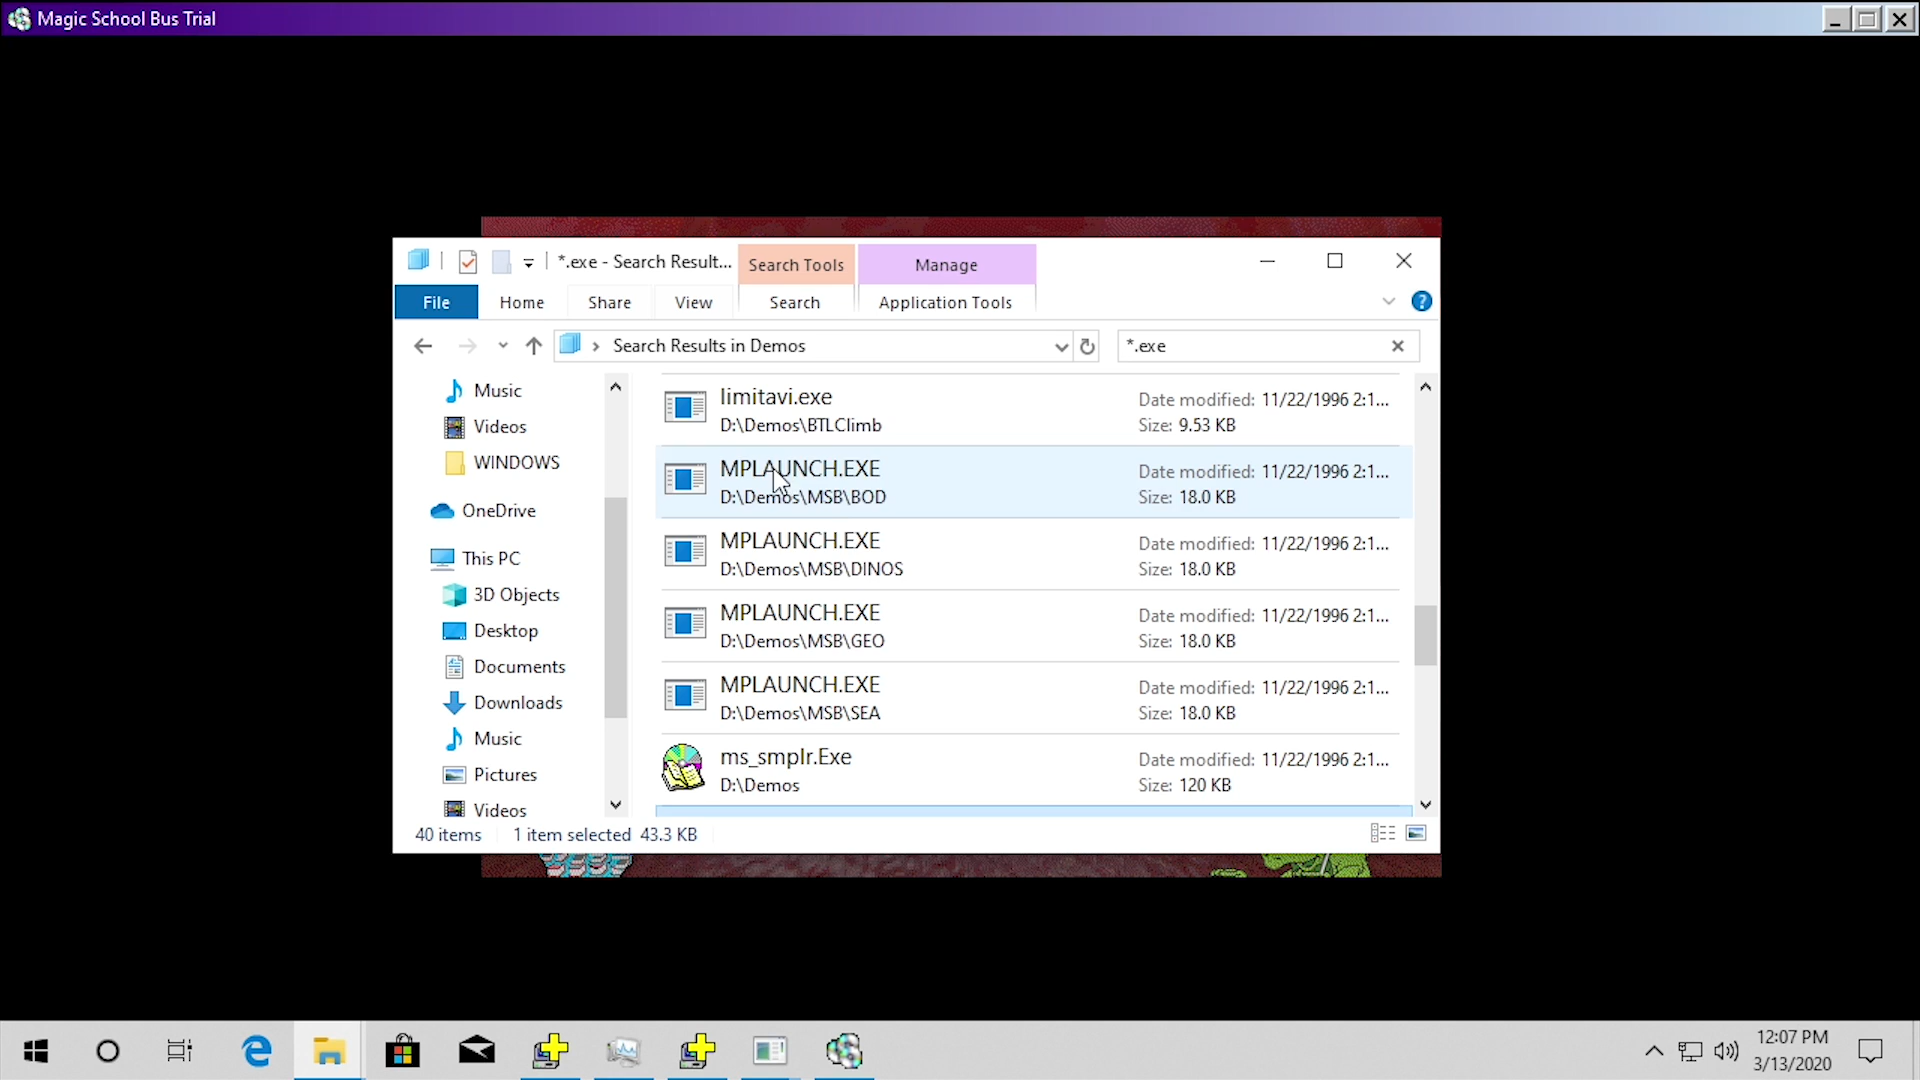 Magic School Bus Trial
*.exe - Search Result...
Search Tools
Manage
File
Home
Share
View
Search
Application Tools
Search Results in Demos
*.exe
Music
Videos
WINDOWS
OneDrive
This PC
3D Objects
Desktop
Documents
Downloads
Music
Pictures
Videos
limitavi.exe
D:\Demos\BTLClimb
Date modified: 11/22/1996 2:1...
Size: 9.53 KB
MPLAUNCH.EXE
D:\Demos\MSB\BOD
Date modified: 11/22/1996 2:1...
Size: 18.0 KB
MPLAUNCH.EXE
D:\Demos\MSB\DINOS
Date modified: 11/22/1996 2:1...
Size: 18.0 KB
MPLAUNCH.EXE
D:\Demos\MSB\GEO
Date modified: 11/22/1996 2:1...
Size: 18.0 KB
MPLAUNCH.EXE
D:\Demos\MSB\SEA
Date modified: 11/22/1996 2:1...
Size: 18.0 KB
ms_smplr.Exe
D:\Demos
Date modified: 11/22/1996 2:1...
Size: 120 KB
40 items
1 item selected 43.3 KB
12:07 PM
3/13/2020